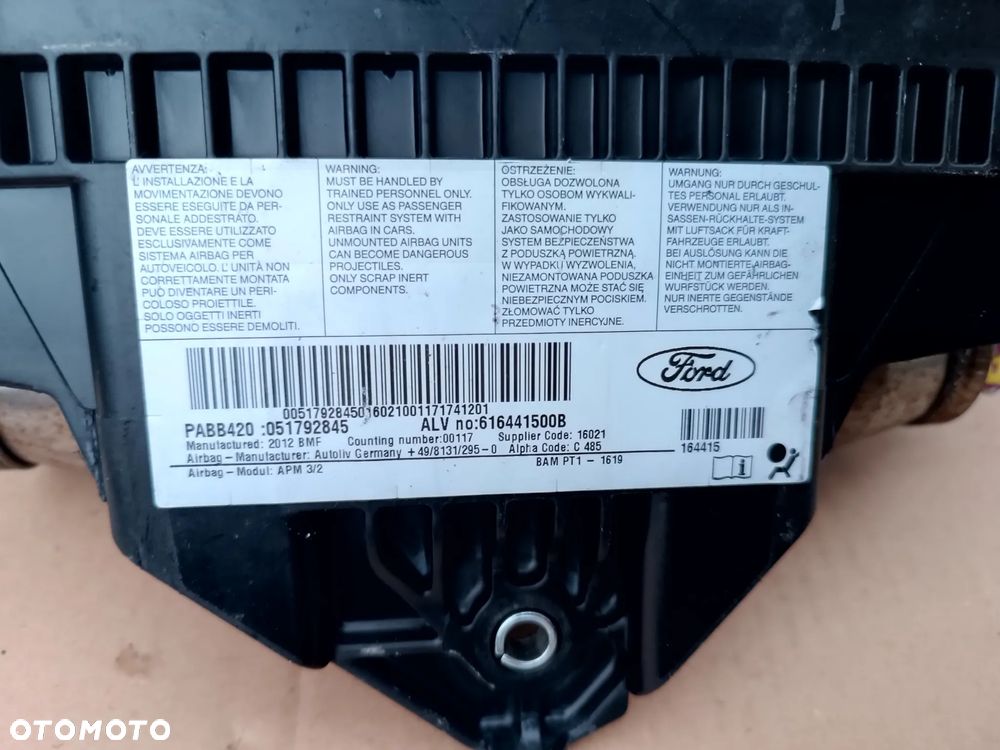 AVVERTENZA:
L' INSTALLAZIONE E LA
MOVIMENTAZIONE DEVONO
ESSERE ESEGUITE DA PER-
SONALE ADDESTRATO.
DEVE ESSERE UTILIZZATO
ESCLUSIVAMENTE COME
SISTEMA AIRBAG PER
AUTOVEICOLO. L' UNITÀ NON
CORRETTAMENTE MONTATA
PUÒ DIVENTARE UN PERI-
COLOSO PROIETTILE.
SOLO OGGETTI INERTI
POSSONO ESSERE DEMOLITI.
WARNING:
MUST BE HANDLED BY
TRAINED PERSONNEL ONLY.
ONLY USE AS PASSENGER
RESTRAINT SYSTEM WITH
AIRBAG IN CARS.
UNMOUNTED AIRBAG UNITS
CAN BECOME DANGEROUS
PROJECTILES.
ONLY SCRAP INERT
COMPONENTS.
OSTRZEŻENIE:
OBSŁUGA DOZWOLONA
TYLKO OSOBOM WYKWALI-
FIKOWANYM.
ZASTOSOWANIE TYLKO
JAKO SAMOCHODOWY
SYSTEM BEZPIECZEŃSTWA
Z PODUSZKĄ POWIETRZNĄ.
W WYPADKU WYZWOLENIA,
NIEZAMONTOWANA PODUSZKA
POWIETRZNA MOŻE STAĆ SIĘ
NIEBEZPIECZNYM POCISKIEM.
ZŁOMOWAĆ TYLKO
PRZEDMIOTY INERCYJNE.
WARNUNG:
UMGANG NUR DURCH GESCHUL-
TES PERSONAL ERLAUBT.
VERWENDUNG NUR ALS IN-
SASSEN-RÜCKHALTE-SYSTEM
MIT LUFTSACK FÜR KRAFT-
FAHRZEUGE ERLAUBT.
BEI AUSLÖSUNG KANN DIE
NICHT MONTIERTE AIRBAG-
EINHEIT ZUM GEFÄHRLICHEN
WURFSTÜCK WERDEN.
NUR INERTE GEGENSTÄNDE
VERSCHROTTEN.
Ford
00517928450160210011717412​01
PABB420 :051792845 ALV no:616441500B
Manufactured: 2012 BMF Counting number:00117 Supplier Code: 16021
Airbag - Manufacturer: Autoliv Germany +49/8131/295-0 Alpha Code: C 485
Airbag - Modul: APM 3/2 BAM PT1 - 1619
164415
i
OTOMOTO